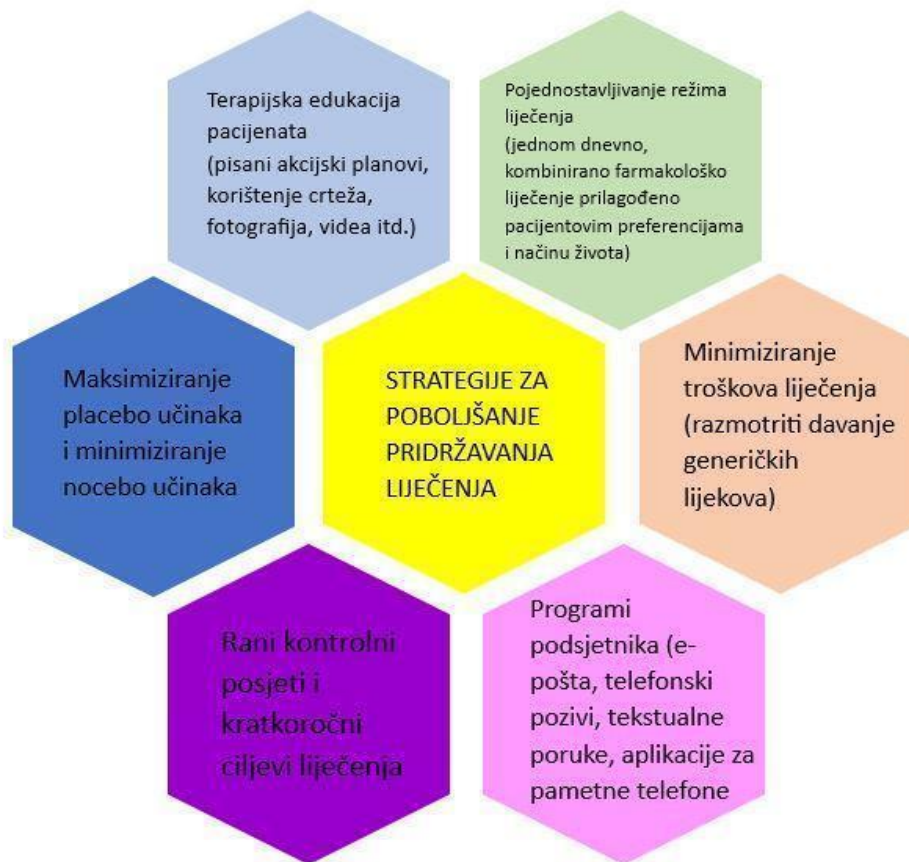 Terapijska edukacija
pacijenata
(pisani akcijski planovi,
korištenje crteža,
fotografija, videa itd.)
Pojednostavljivanje režima
liječenja
(jednom dnevno,
kombinirano farmakološko
liječenje prilagođeno
pacijentovim preferencijama
i načinu života)
Maksimiziranje
placebo učinaka
i minimiziranje
nocebo učinaka
STRATEGIJE ZA
POBOLJŠANJE
PRIDRŽAVANJA
LIJEČENJA
Minimiziranje
troškova liječenja
(razmotriti davanje
generičkih
lijekova)
Rani kontrolni
posjeti i
kratkoročni
ciljevi liječenja
Programi
podsjetnika (e-
pošta, telefonski
pozivi, tekstualne
poruke, aplikacije za
pametne telefone